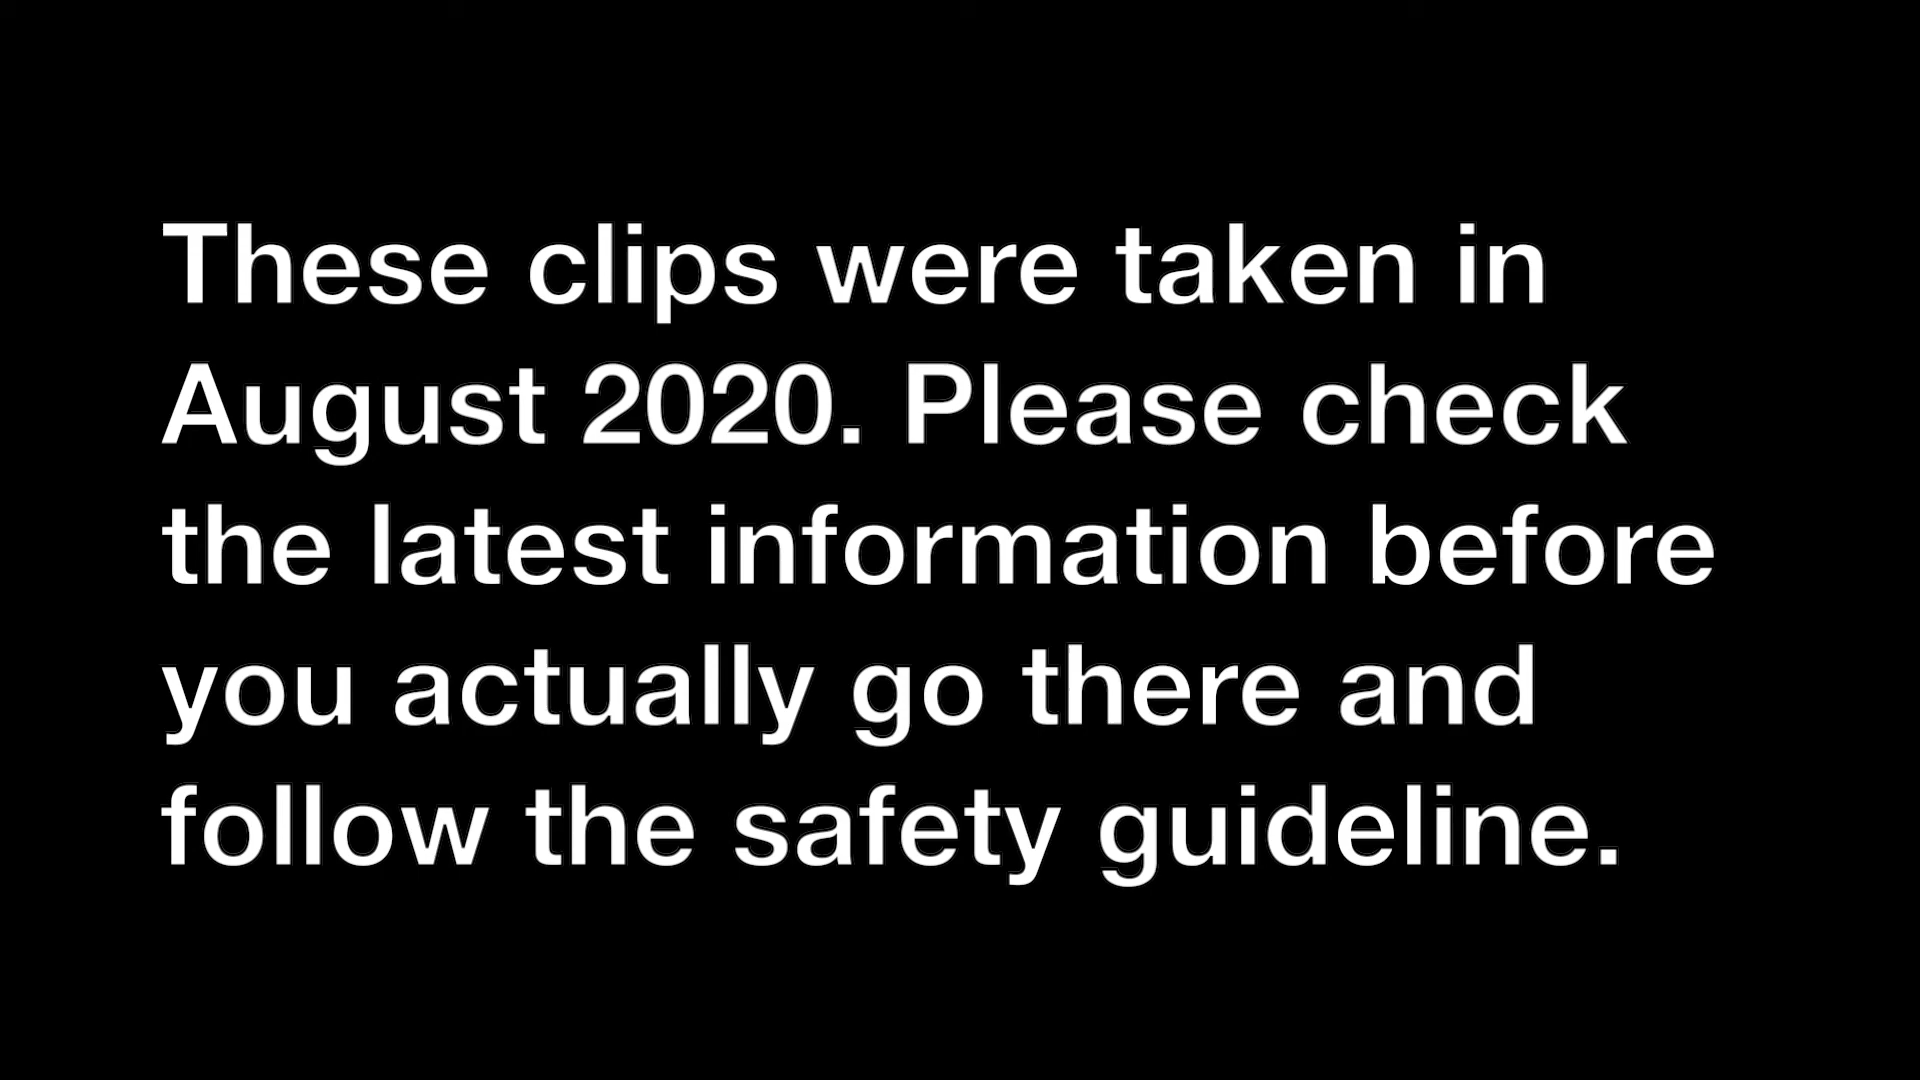 These clips were taken in
August 2020. Please check
the latest information before
you actually go there and
follow the safety guideline.